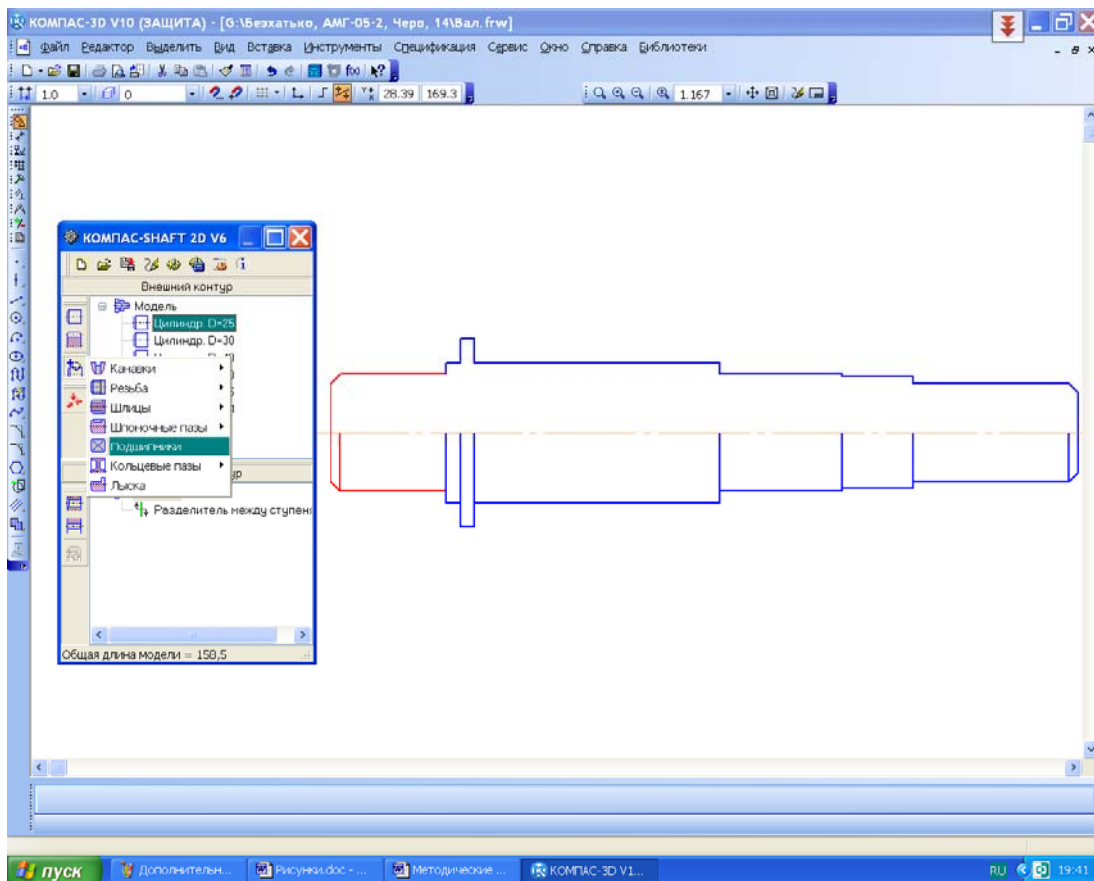 КОМПАС-3D V10 (ЗАЩИТА) - [G:\Безхатько, АМГ-05-2, Черв, 14\Вал.frw]
Файл Редактор Выделить Вид Вставка Инструменты Спецификация Сервис Окно Справка Библиотеки
1.0 0 28.39 169.3 1.167
КОМПАС-SHAFT 2D V6
Внешний контур
Модель
Цилиндр. D=25
Цилиндр. D=30
Канавки
Резьба
Шлицы
Шпоночные пазы
Подшипники
Кольцевые пазы
Лыска
Разделитель между
Общая длина модели = 158,5
пуск Дополнительн... Рисунки.doc - ... Методические ... КОМПАС-3D V1... RU 19:41